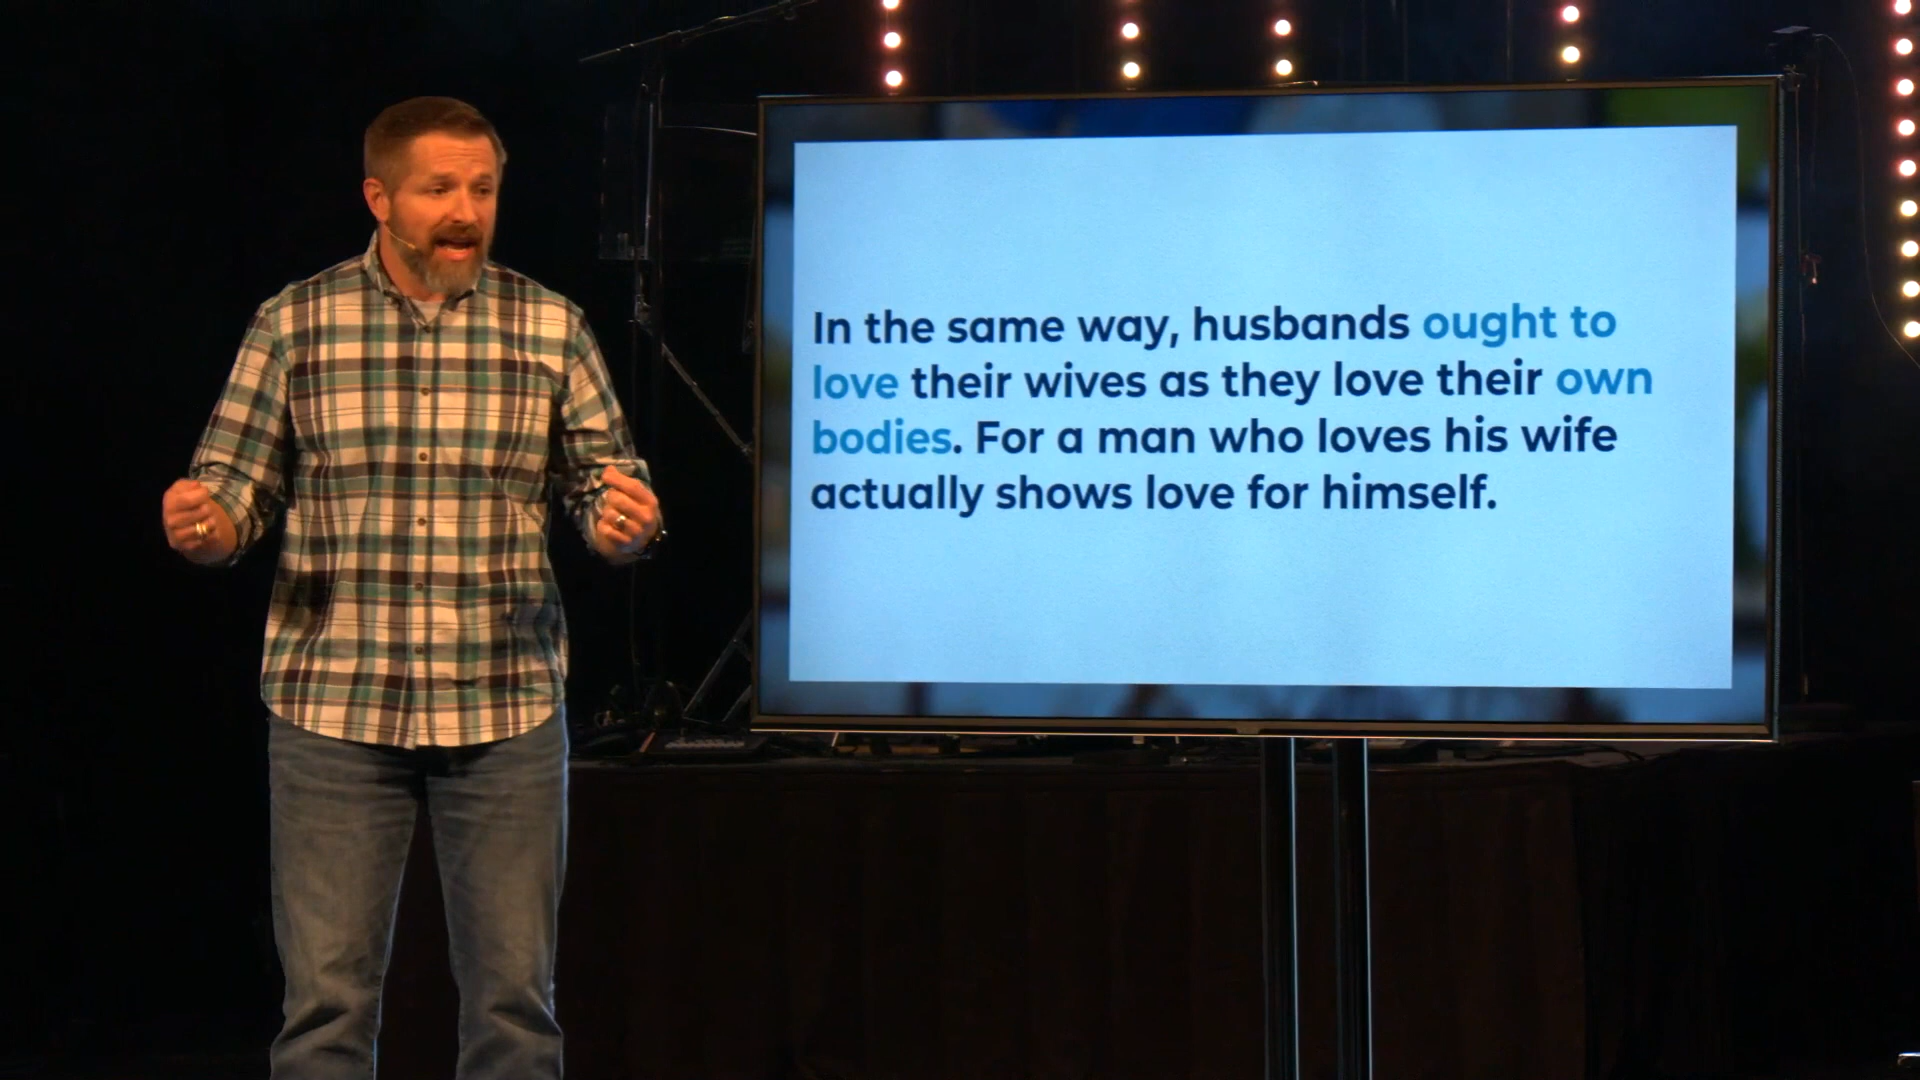 In the same way, husbands ought to
love their wives as they love their own
bodies. For a man who loves his wife
actually shows love for himself.